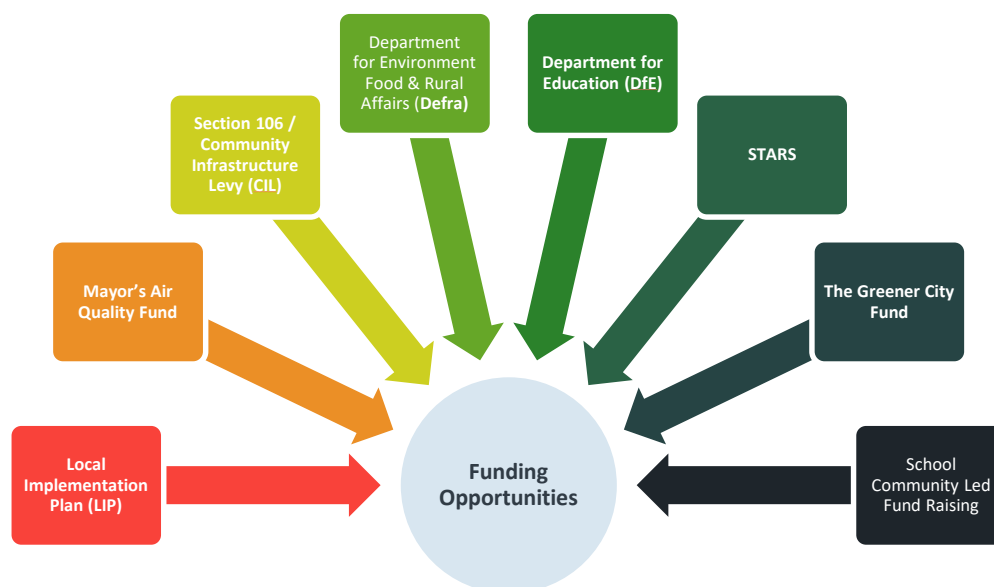 Local
Implementation
Plan (LIP)
Mayor's Air
Quality Fund
Section 106 /
Community
Infrastructure
Levy (CIL)
Department
for Environment
Food & Rural
Affairs (Defra)
Department for
Education (DfE)
STARS
The Greener City
Fund
School
Community Led
Fund Raising
Funding
Opportunities